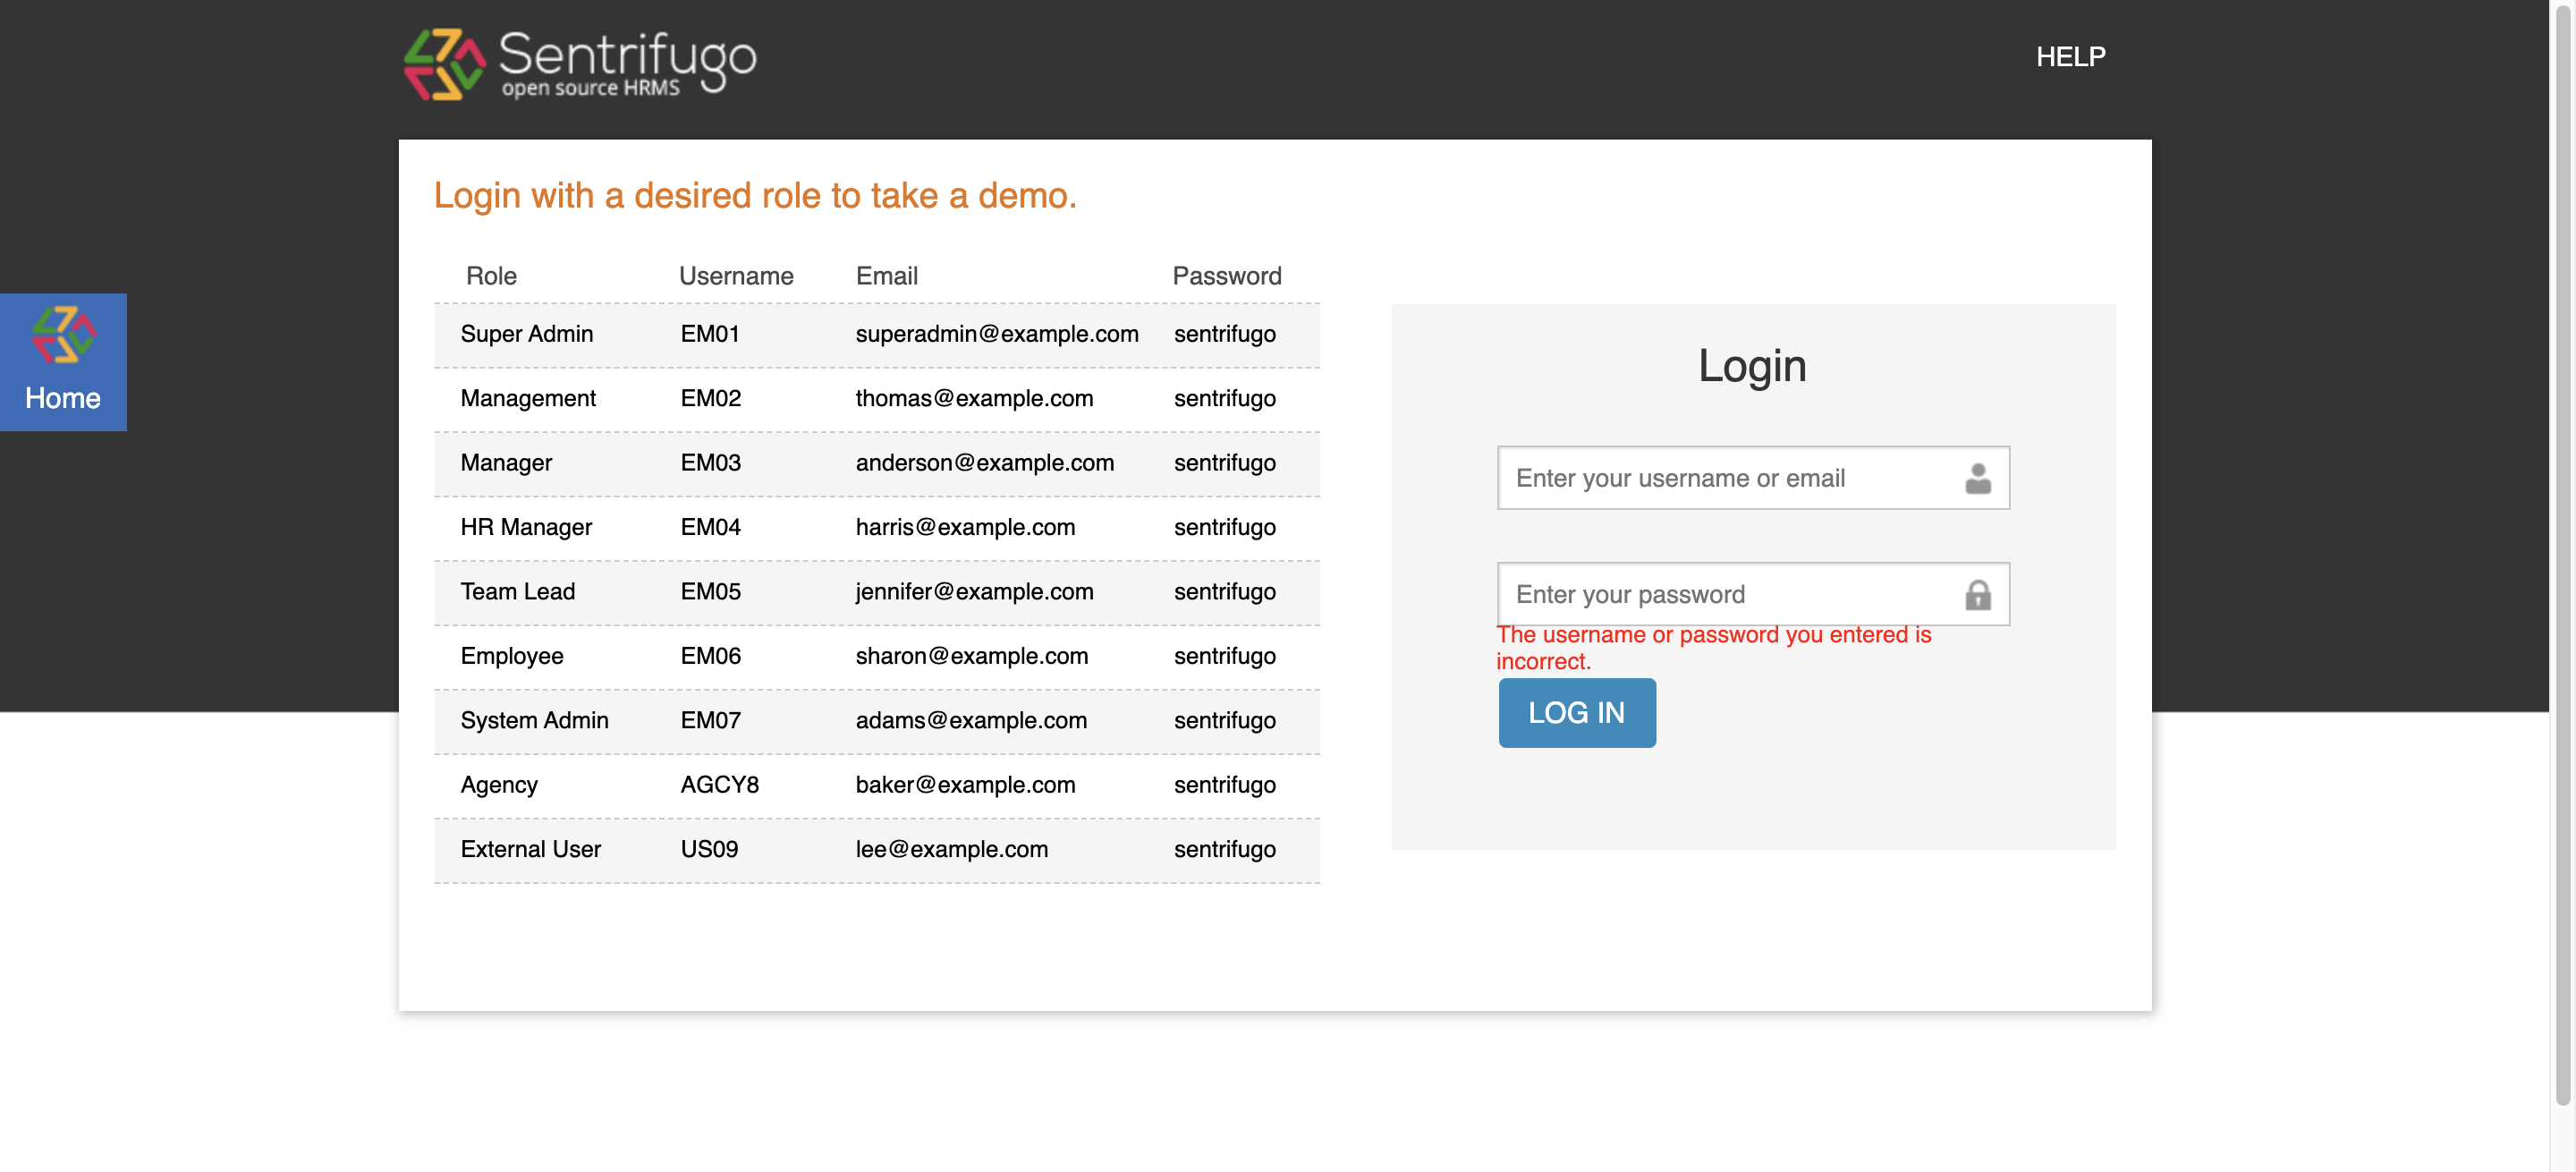 Sentrifugo
open source HRMS
HELP
Home
Login with a desired role to take a demo.
Role Username Email Password
Super Admin EM01 superadmin@example.com sentrifugo
Management EM02 thomas@example.com sentrifugo
Manager EM03 anderson@example.com sentrifugo
HR Manager EM04 harris@example.com sentrifugo
Team Lead EM05 jennifer@example.com sentrifugo
Employee EM06 sharon@example.com sentrifugo
System Admin EM07 adams@example.com sentrifugo
Agency AGCY8 baker@example.com sentrifugo
External User US09 lee@example.com sentrifugo
Login
Enter your username or email
Enter your password
The username or password you entered is
incorrect.
LOG IN